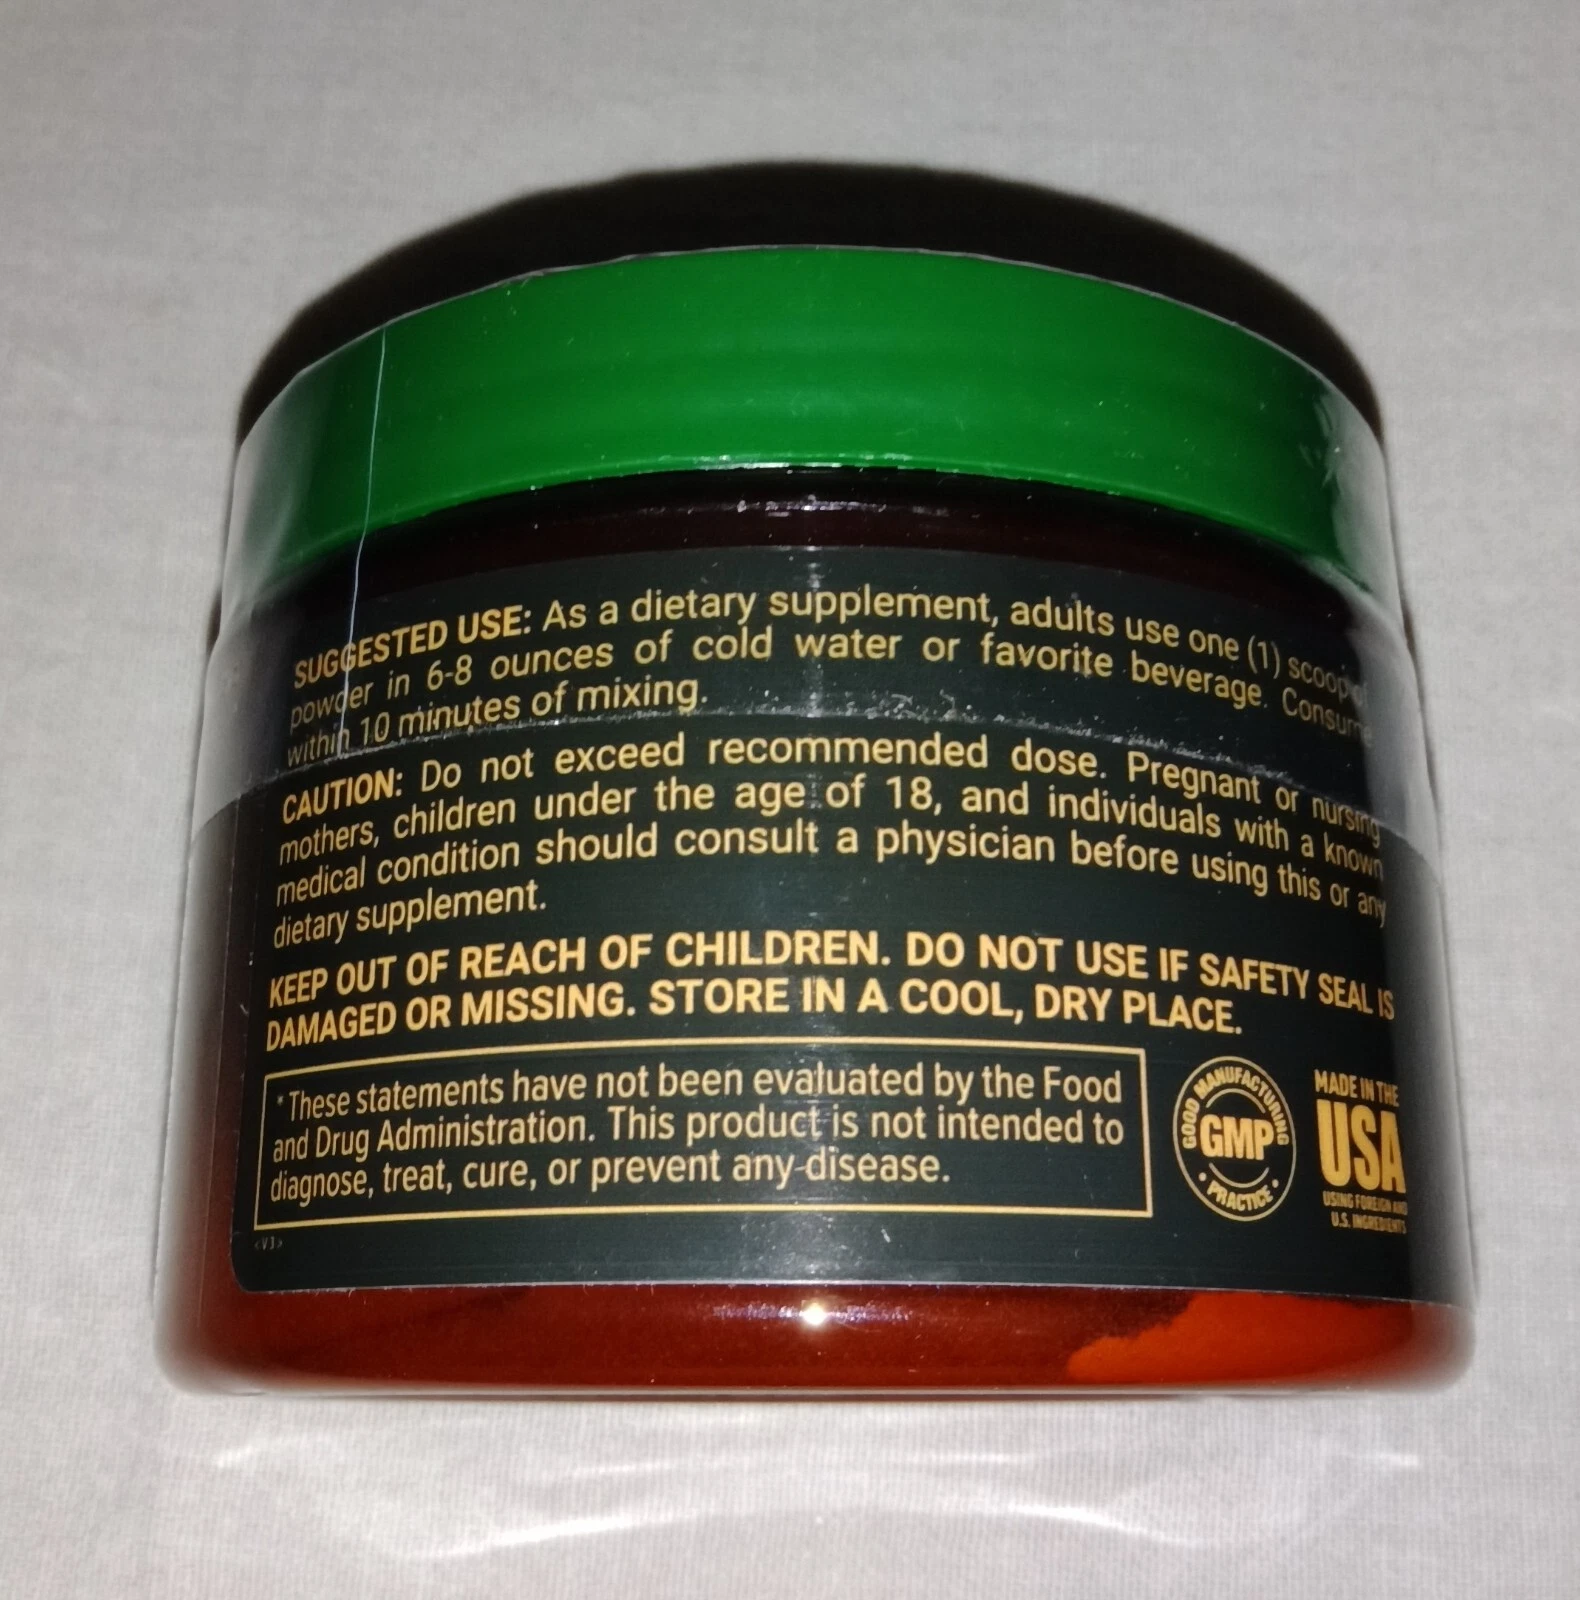 SUGGESTED USE: As a dietary supplement, adults use one (1) scoop of
powder in 6-8 ounces of cold water or favorite beverage. Consume
within 10 minutes of mixing.
CAUTION: Do not exceed recommended dose. Pregnant or nursing
mothers, children under the age of 18, and individuals with a known
medical condition should consult a physician before using this or any
dietary supplement.
KEEP OUT OF REACH OF CHILDREN. DO NOT USE IF SAFETY SEAL IS
DAMAGED OR MISSING. STORE IN A COOL, DRY PLACE.
*These statements have not been evaluated by the Food
and Drug Administration. This product is not intended to
diagnose, treat, cure, or prevent any disease.
GOOD MANUFACTURING
GMP
• PRACTICE •
MADE IN THE
USA
USING FOREIGN AND
U.S. INGREDIENTS
<V3>